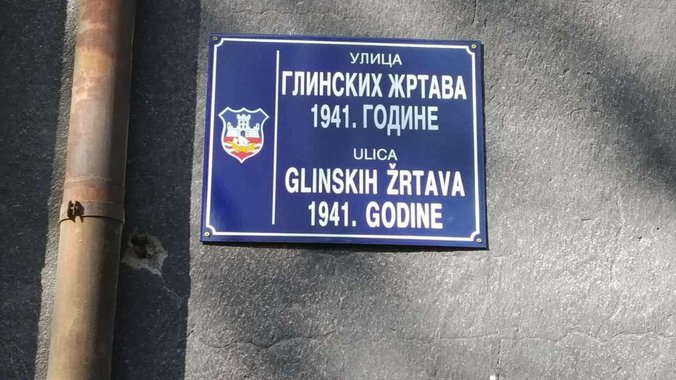 УЛИЦА
ГЛИНСКИХ ЖРТАВА
1941. ГОДИНЕ
ULICA
GLINSKIH ŽRTAVA
1941. GODINE